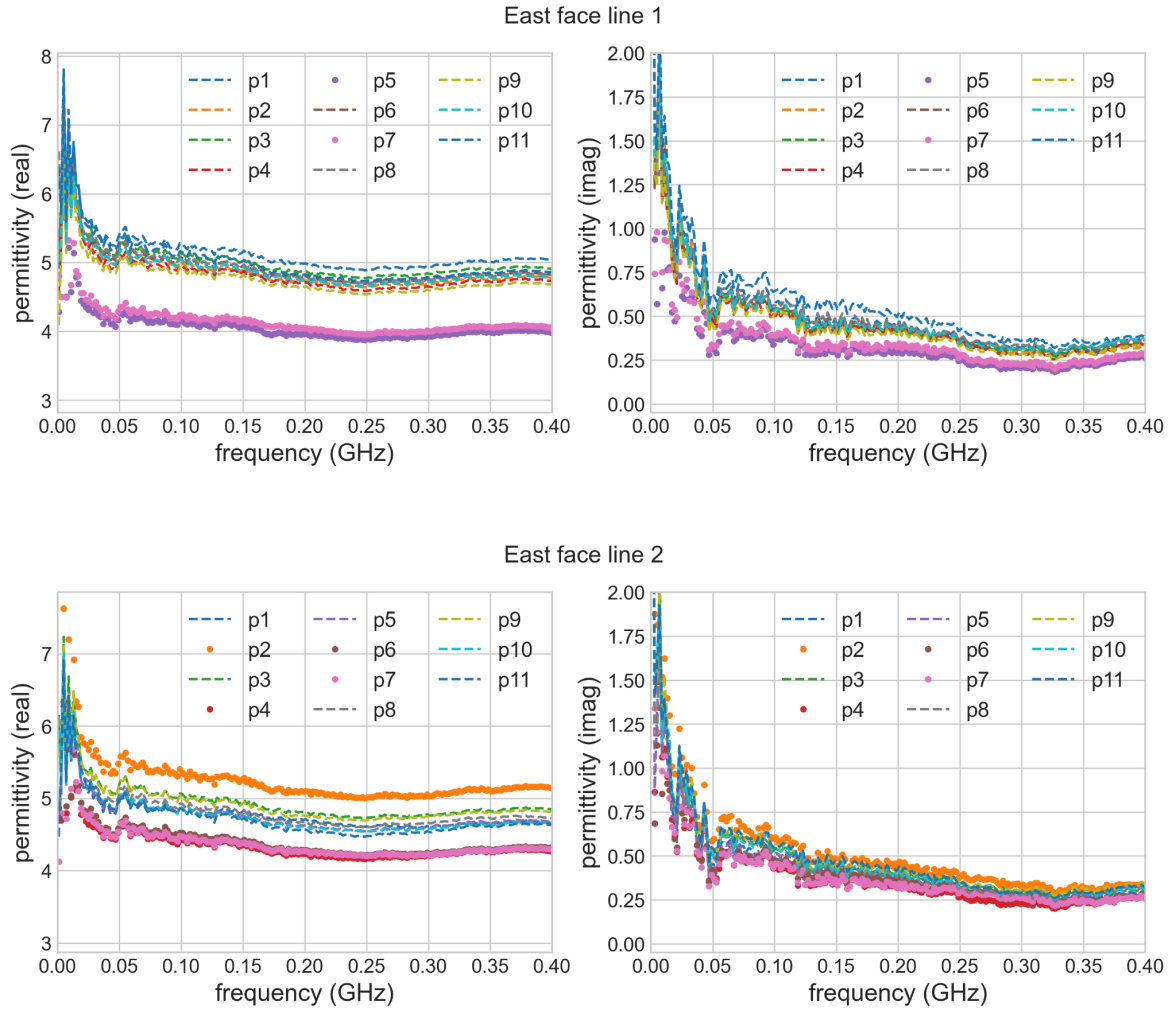 East face line 1
8
7
6
5
4
3
permittivity (real)
p1
p2
p3
p4
p5
p6
p7
p8
p9
p10
p11
0.00 0.05 0.10 0.15 0.20 0.25 0.30 0.35 0.40
frequency (GHz)
2.00
1.75
1.50
1.25
1.00
0.75
0.50
0.25
0.00
permittivity (imag)
p1
p2
p3
p4
p5
p6
p7
p8
p9
p10
p11
0.00 0.05 0.10 0.15 0.20 0.25 0.30 0.35 0.40
frequency (GHz)
East face line 2
7
6
5
4
3
permittivity (real)
p1
p2
p3
p4
p5
p6
p7
p8
p9
p10
p11
0.00 0.05 0.10 0.15 0.20 0.25 0.30 0.35 0.40
frequency (GHz)
2.00
1.75
1.50
1.25
1.00
0.75
0.50
0.25
0.00
permittivity (imag)
p1
p2
p3
p4
p5
p6
p7
p8
p9
p10
p11
0.00 0.05 0.10 0.15 0.20 0.25 0.30 0.35 0.40
frequency (GHz)